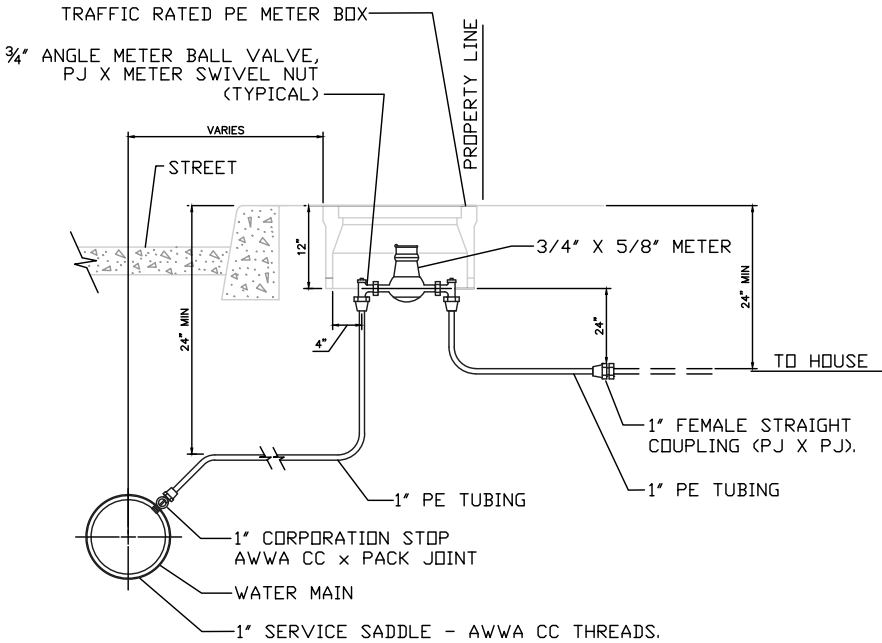 TRAFFIC RATED PE METER BOX
¾" ANGLE METER BALL VALVE,
PJ X METER SWIVEL NUT
(TYPICAL)
PROPERTY LINE
VARIES
STREET
12"
3/4" X 5/8" METER
24" MIN
24" MIN
4"
24"
TO HOUSE
1" FEMALE STRAIGHT
COUPLING (PJ X PJ).
1" PE TUBING
1" PE TUBING
1" CORPORATION STOP
AWWA CC x PACK JOINT
WATER MAIN
1" SERVICE SADDLE - AWWA CC THREADS.